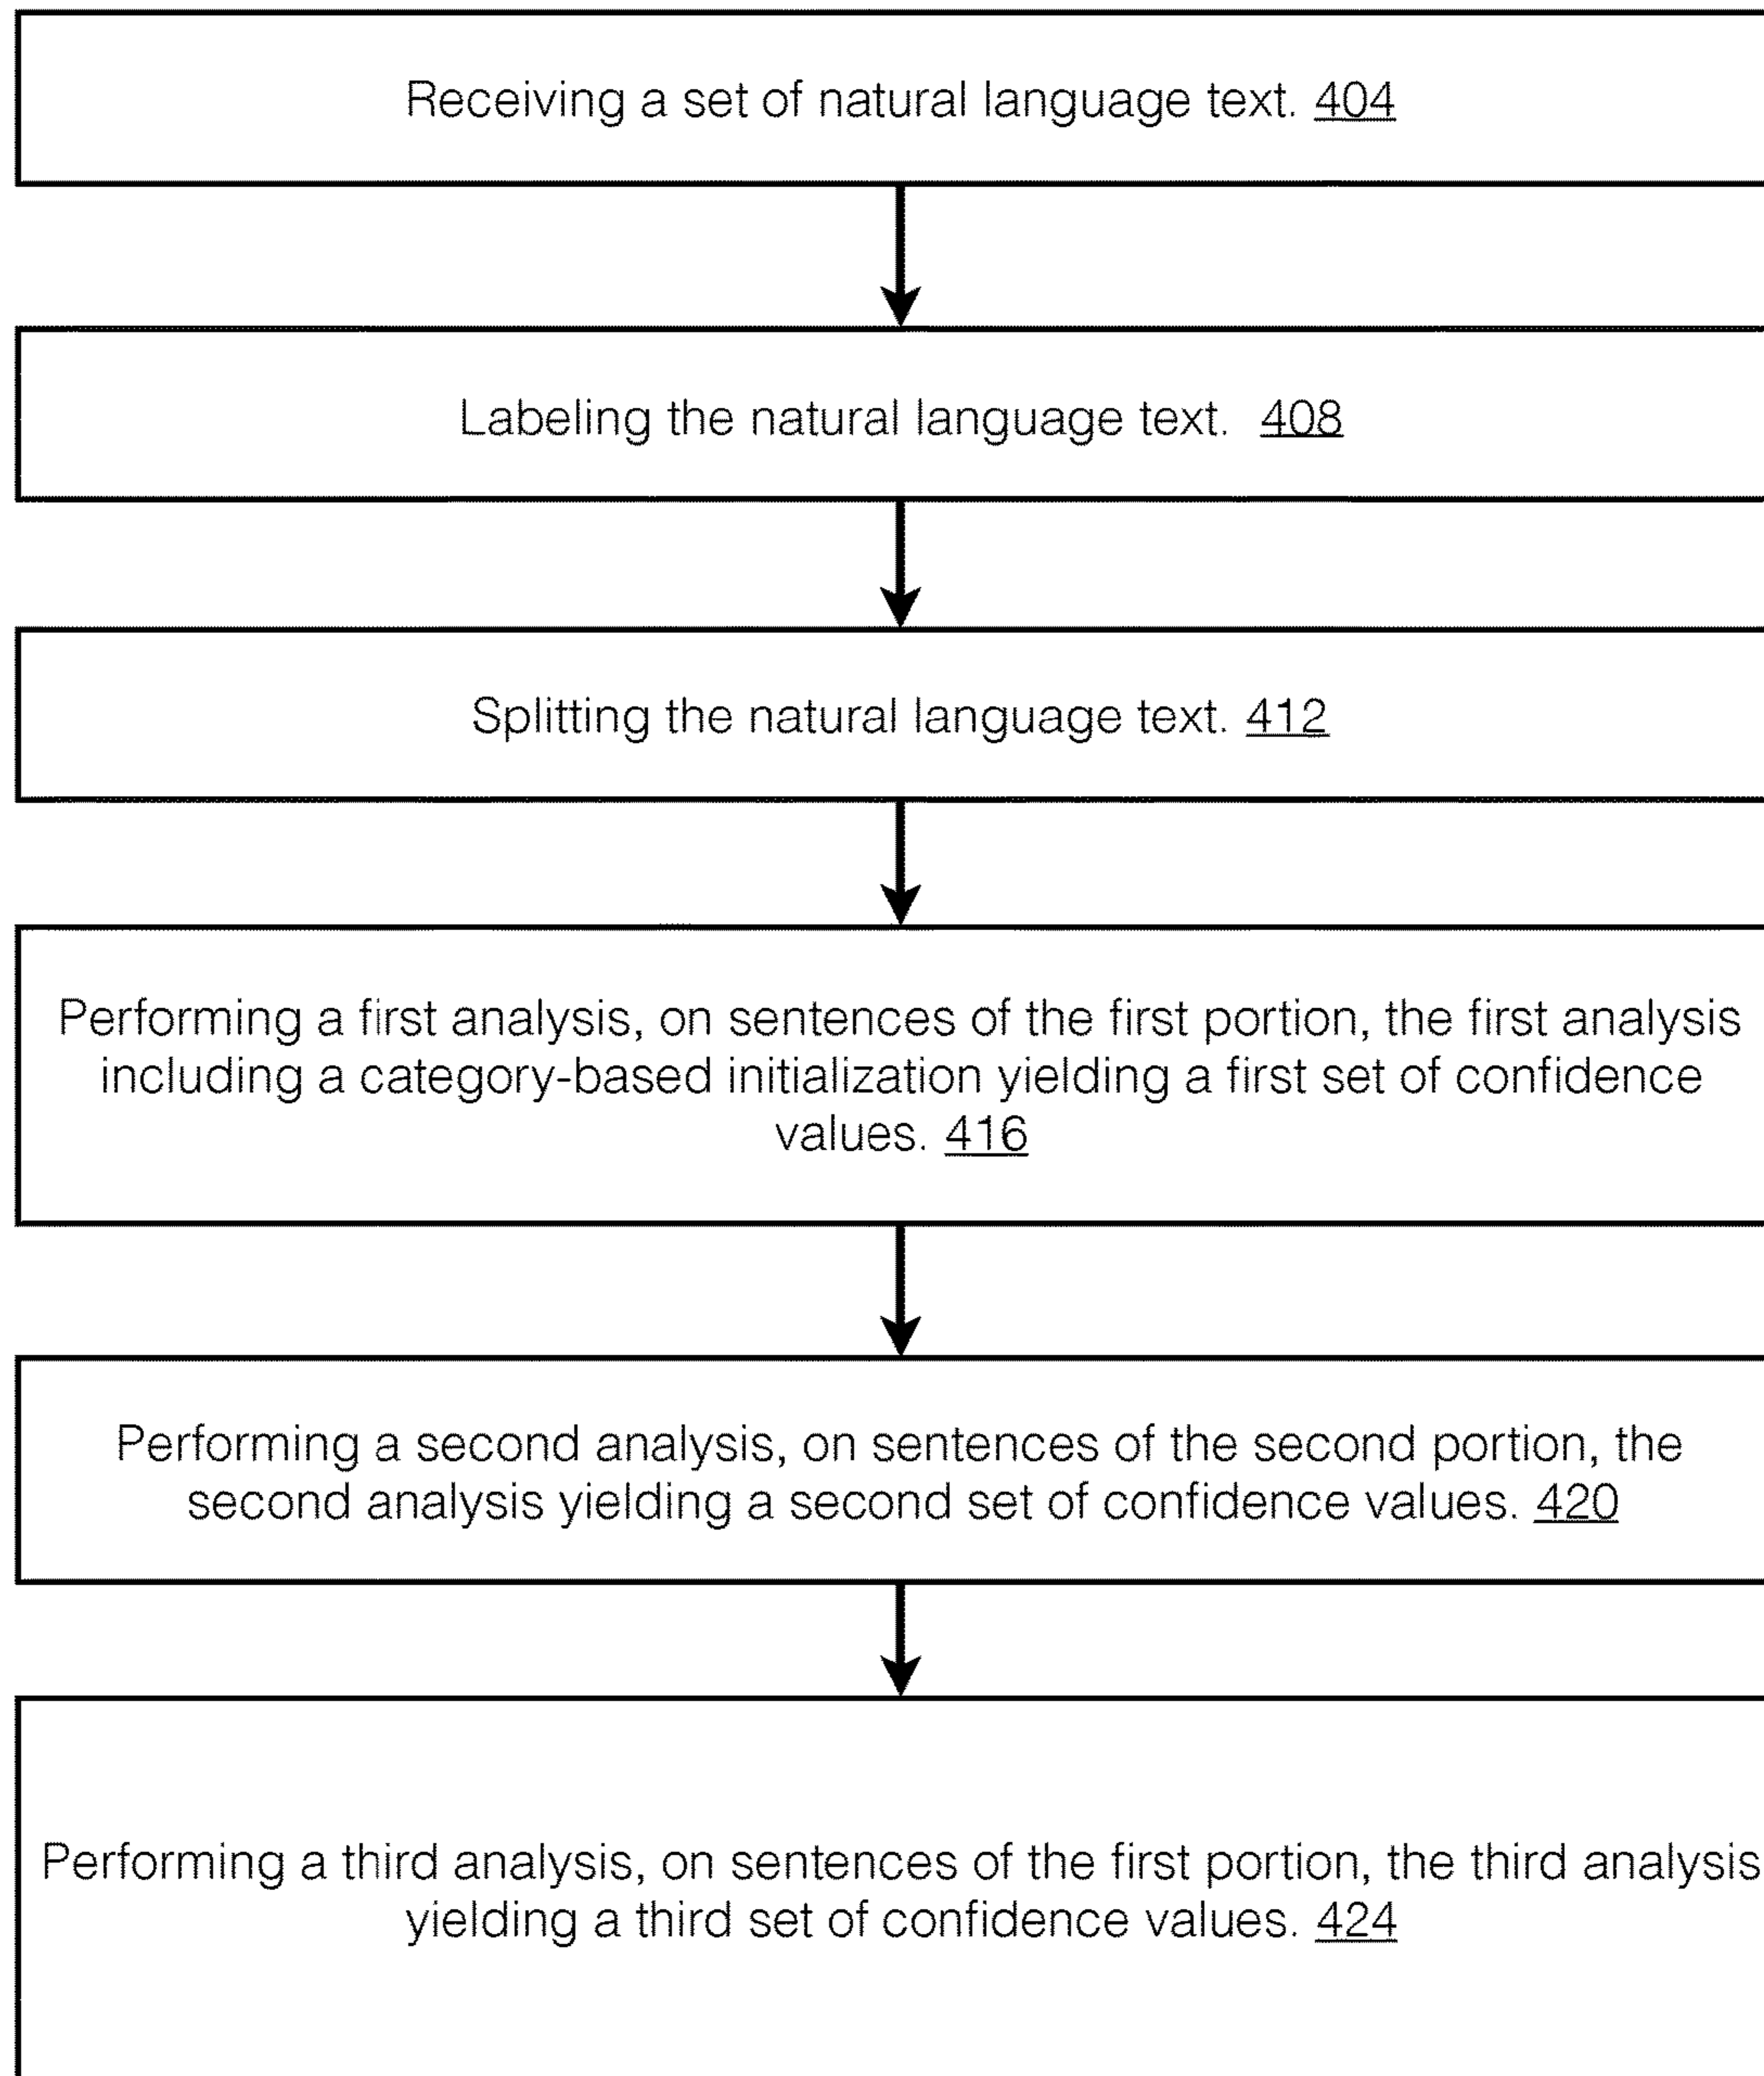 Receiving a set of natural language text. 404
Labeling the natural language text. 408
Splitting the natural language text. 412
Performing a first analysis, on sentences of the first portion, the first analysis
including a category-based initialization yielding a first set of confidence
values. 416
Performing a second analysis, on sentences of the second portion, the
second analysis yielding a second set of confidence values. 420
Performing a third analysis, on sentences of the first portion, the third analysis
yielding a third set of confidence values. 424